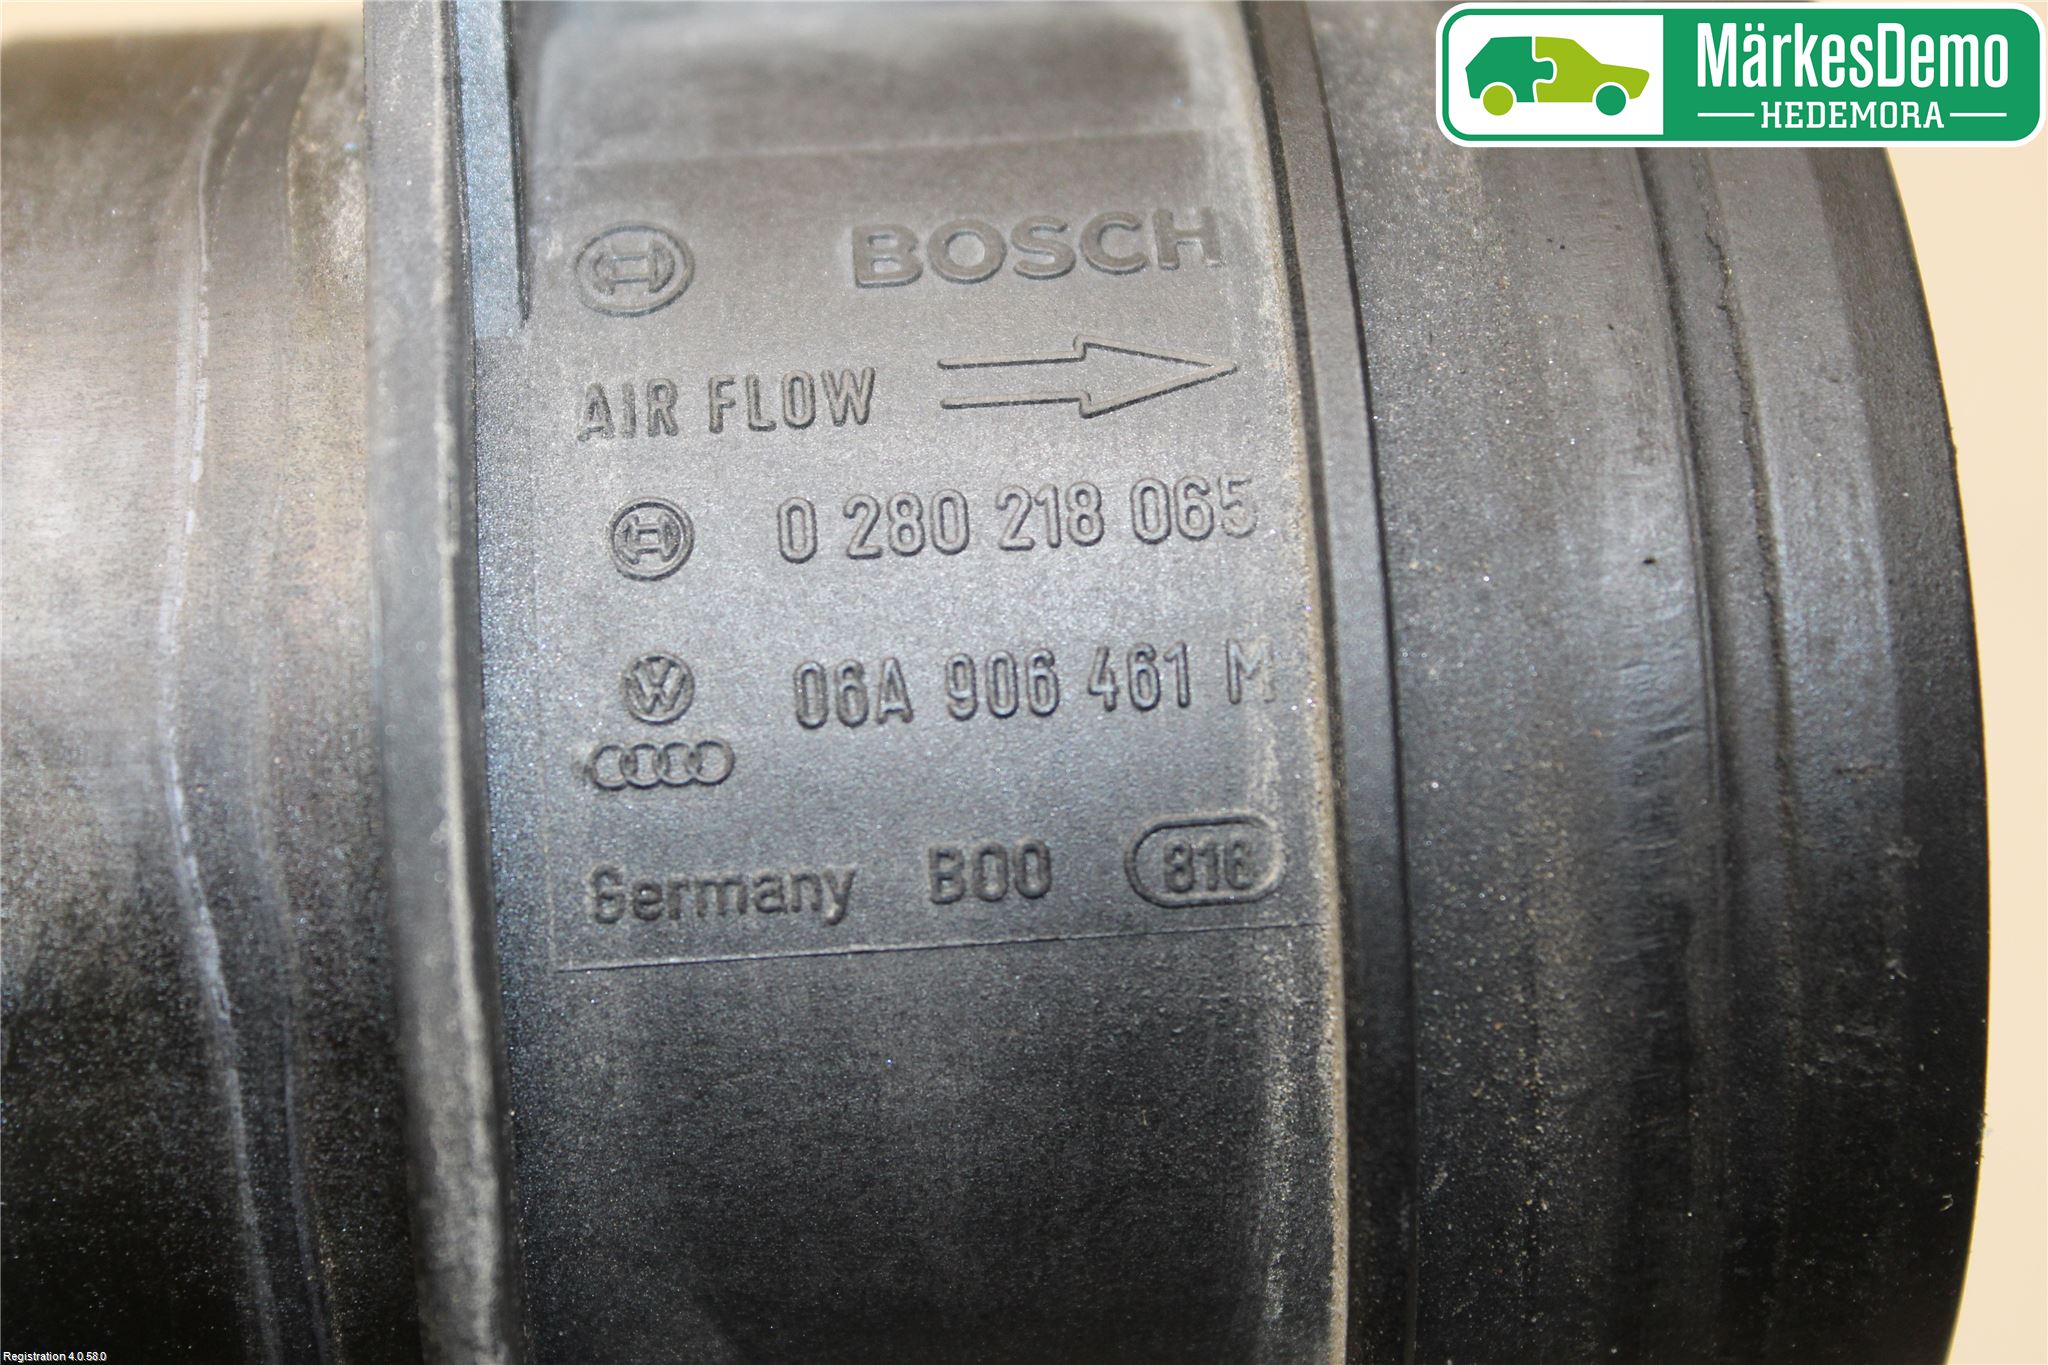 MärkesDemo
HEDEMORA
BOSCH
AIR FLOW
0 280 218 065
06A 906 461 M
Germany B00 816
Registration 4.0.58.0